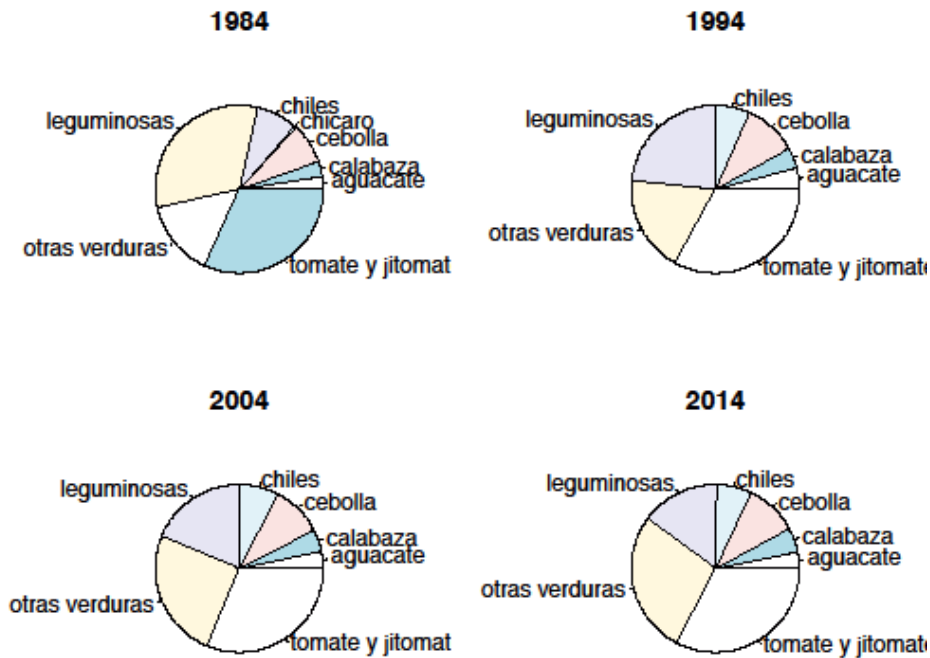 1984
chiles
chicaro
leguminosas
cebolla
calabaza
aguacate
otras verduras
tomate y jitomat
1994
chiles
leguminosas
cebolla
calabaza
aguacate
otras verduras
tomate y jitomate
2004
chiles
leguminosas
cebolla
calabaza
aguacate
otras verduras
tomate y jitomat
2014
chiles
leguminosas
cebolla
calabaza
aguacate
otras verduras
tomate y jitomate